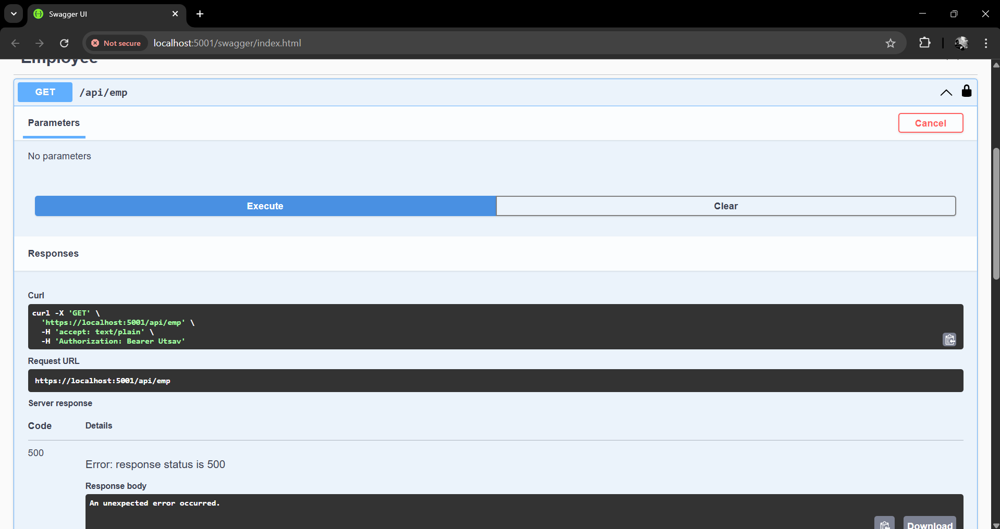 Swagger UI
Not secure
localhost:5001/swagger/index.html
Employee
GET /api/emp
Parameters
Cancel
No parameters
Execute
Clear
Responses
Curl
curl -X 'GET' \
'https://localhost:5001/api/emp' \
-H 'accept: text/plain' \
-H 'Authorization: Bearer Utsav'
Request URL
https://localhost:5001/api/emp
Server response
Code Details
500
Error: response status is 500
Response body
An unexpected error occurred.
Download